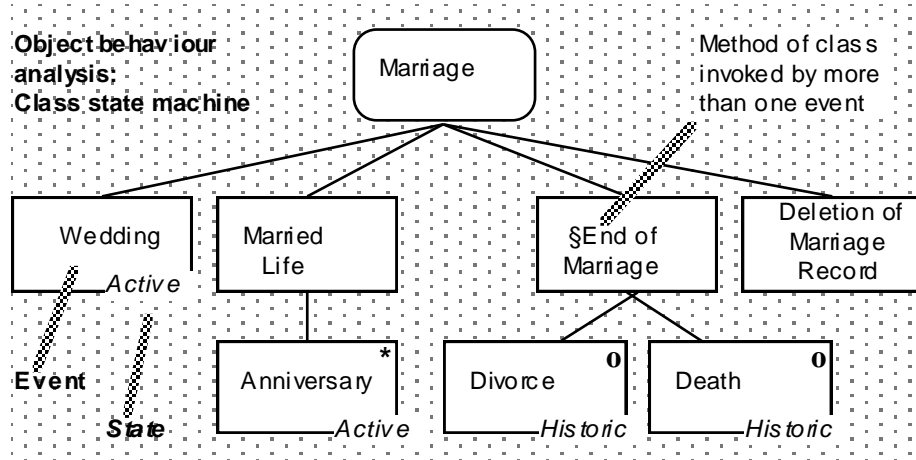 Object behaviour
analysis:
Class state machine
Marriage
Method of class
invoked by more
than one event
Wedding
Active
Married
Life
§End of
Marriage
Deletion of
Marriage
Record
Event
State
Anniversary *
Active
Divorce o
Historic
Death o
Historic